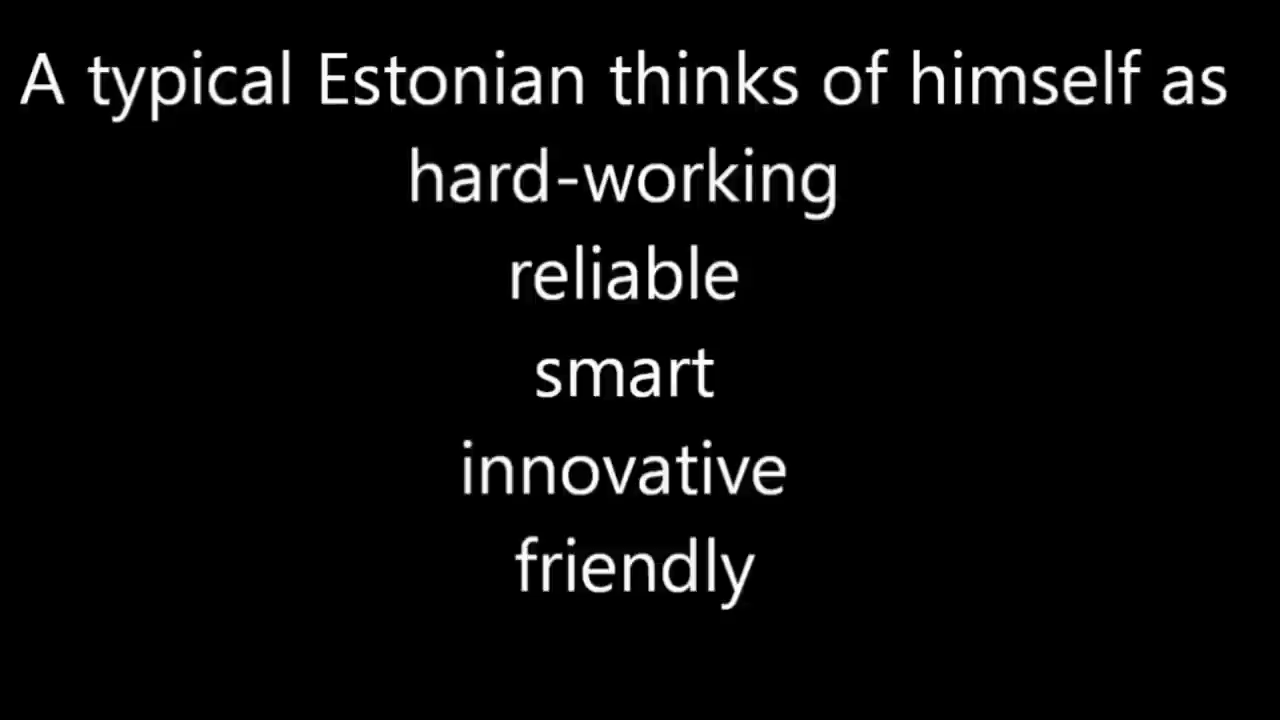 A typical Estonian thinks of himself as
hard-working
reliable
smart
innovative
friendly